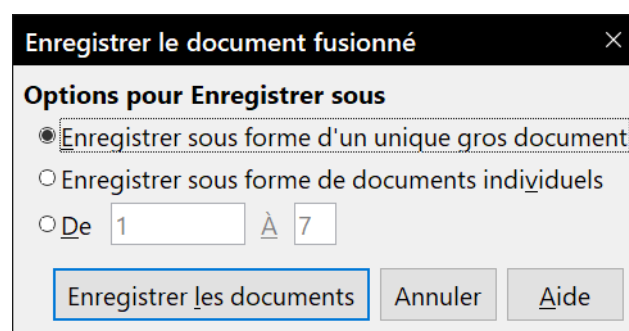 Enregistrer le document fusionné
Options pour Enregistrer sous
Enregistrer sous forme d'un unique gros document
Enregistrer sous forme de documents individuels
De 1 À 7
Enregistrer les documents Annuler Aide